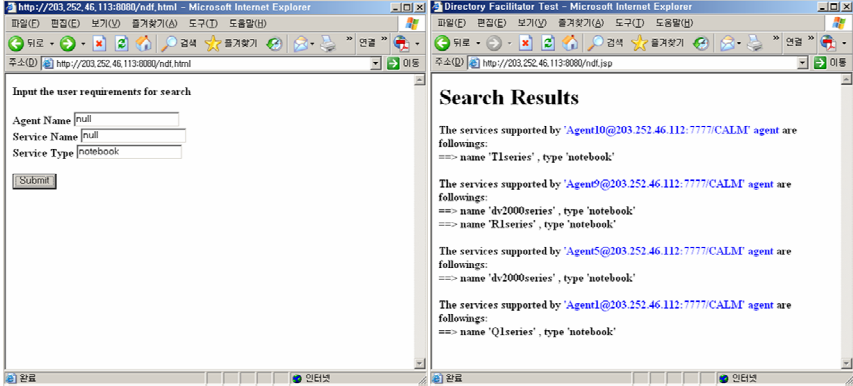 http://203,252,46,113:8080/ndf,html - Microsoft Internet Explorer
파일(F) 편집(E) 보기(V) 즐겨찾기(A) 도구(T) 도움말(H)
뒤로 검색 즐겨찾기 » 연결 »
주소(D) http://203,252,46,113:8080/ndf,html 이동
Input the user requirements for search
Agent Name null
Service Name null
Service Type notebook
Submit
완료 인터넷
Directory Facilitator Test - Microsoft Internet Explorer
파일(F) 편집(E) 보기(V) 즐겨찾기(A) 도구(T) 도움말(H)
뒤로 검색 즐겨찾기 » 연결 »
주소(D) http://203,252,46,113:8080/ndf,jsp 이동
Search Results
The services supported by 'Agent10@203.252.46.112:7777/CALM' agent are
followings:
==> name 'T1series' , type 'notebook'
The services supported by 'Agent9@203.252.46.112:7777/CALM' agent are
followings:
==> name 'dv2000series' , type 'notebook'
==> name 'R1series' , type 'notebook'
The services supported by 'Agent5@203.252.46.112:7777/CALM' agent are
followings:
==> name 'dv2000series' , type 'notebook'
The services supported by 'Agent1@203.252.46.112:7777/CALM' agent are
followings:
==> name 'Q1series' , type 'notebook'
완료 인터넷